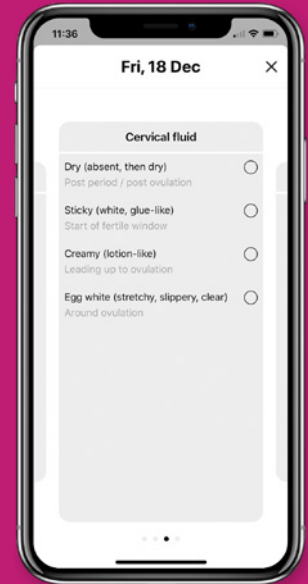 11:36
Fri, 18 Dec
Cervical fluid
Dry (absent, then dry)
Post period / post ovulation
Sticky (white, glue-like)
Start of fertile window
Creamy (lotion-like)
Leading up to ovulation
Egg white (stretchy, slippery, clear)
Around ovulation